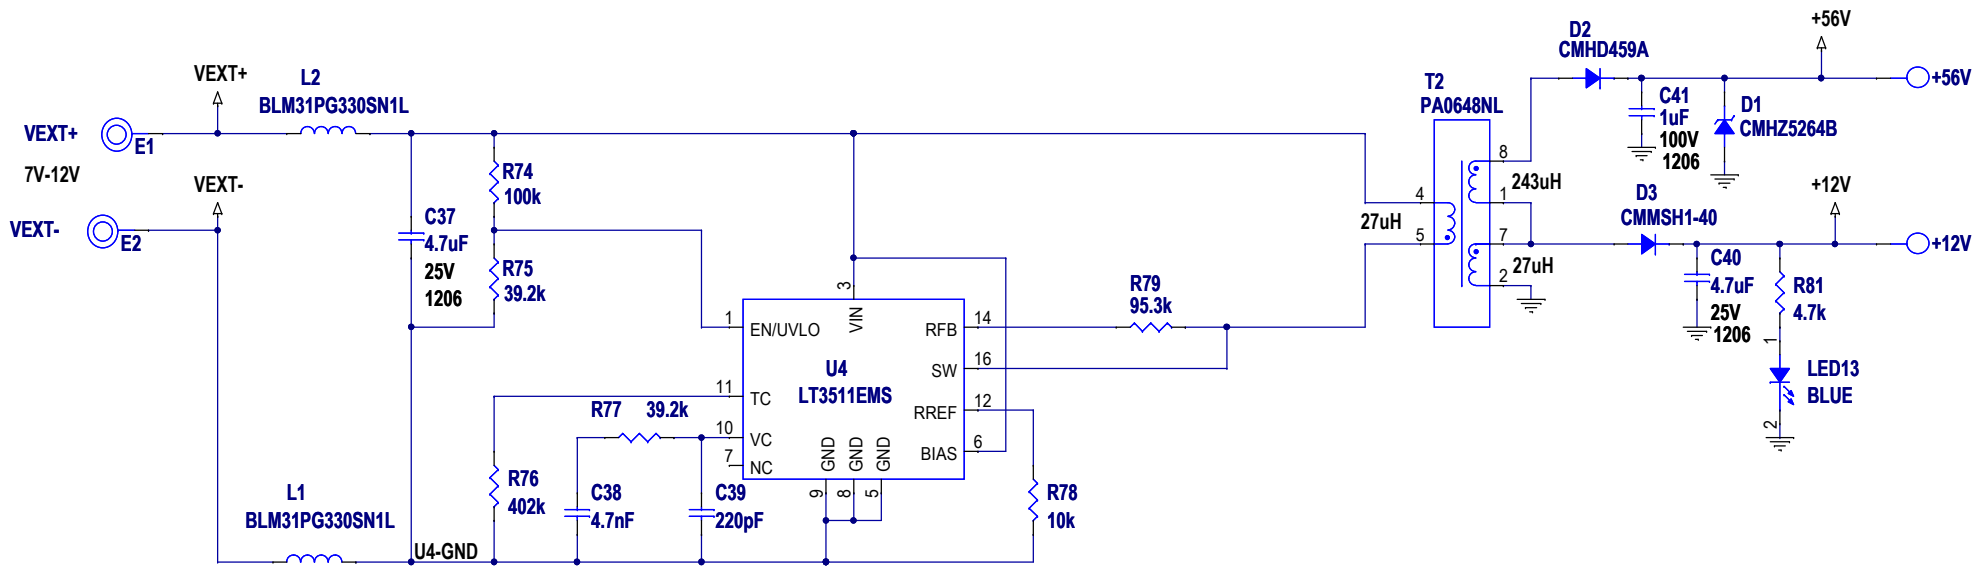 VEXT+
7V-12V
VEXT-
E1
E2
VEXT+
VEXT-
L2
BLM31PG330SN1L
L1
BLM31PG330SN1L
U4-GND
C37
4.7uF
25V
1206
R74
100k
R75
39.2k
R76
402k
R77 39.2k
C38
4.7nF
C39
220pF
1
EN/UVLO
11
TC
10
VC
7
NC
3
VIN
U4
LT3511EMS
GND
GND
GND
9
8
5
RFB
14
SW
16
RREF
12
BIAS
6
R78
10k
R79
95.3k
T2
PA0648NL
4
27uH
5
8
243uH
1
7
27uH
2
D2
CMHD459A
C41
1uF
100V
1206
D1
CMHZ5264B
+56V
+56V
D3
CMMSH1-40
C40
4.7uF
25V
1206
+12V
+12V
R81
4.7k
1
LED13
BLUE
2